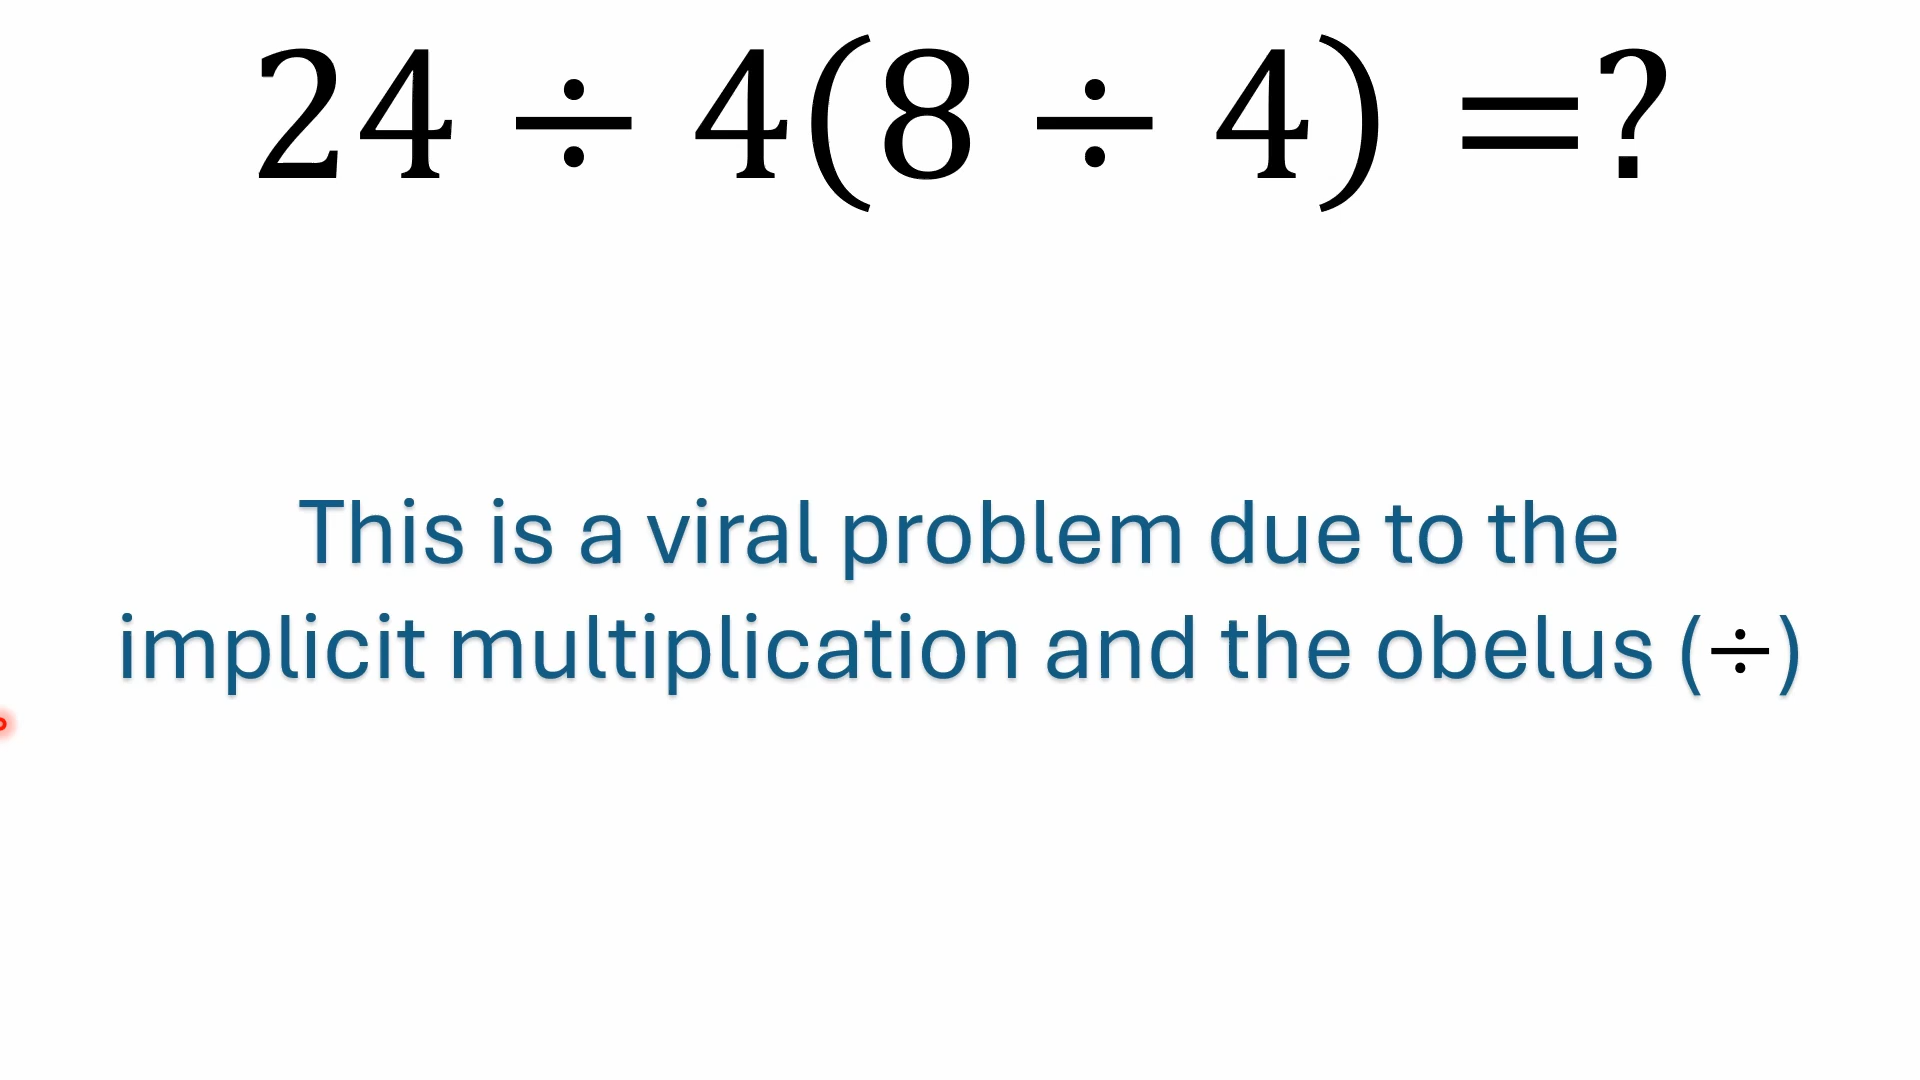 24 ÷ 4(8 ÷ 4) =?
This is a viral problem due to the
implicit multiplication and the obelus (÷)